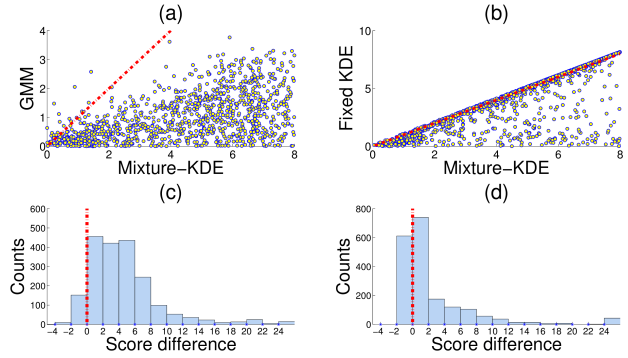 (a)
4
3
2
1
0
GMM
0 2 4 6 8
Mixture−KDE
(b)
10
5
0
Fixed KDE
0 2 4 6 8
Mixture−KDE
(c)
600
500
400
300
200
100
0
Counts
−4 −2 0 2 4 6 8 10 12 14 16 18 20 22 24
Score difference
(d)
800
600
400
200
0
Counts
−4 −2 0 2 4 6 8 10 12 14 16 18 20 22 24
Score difference